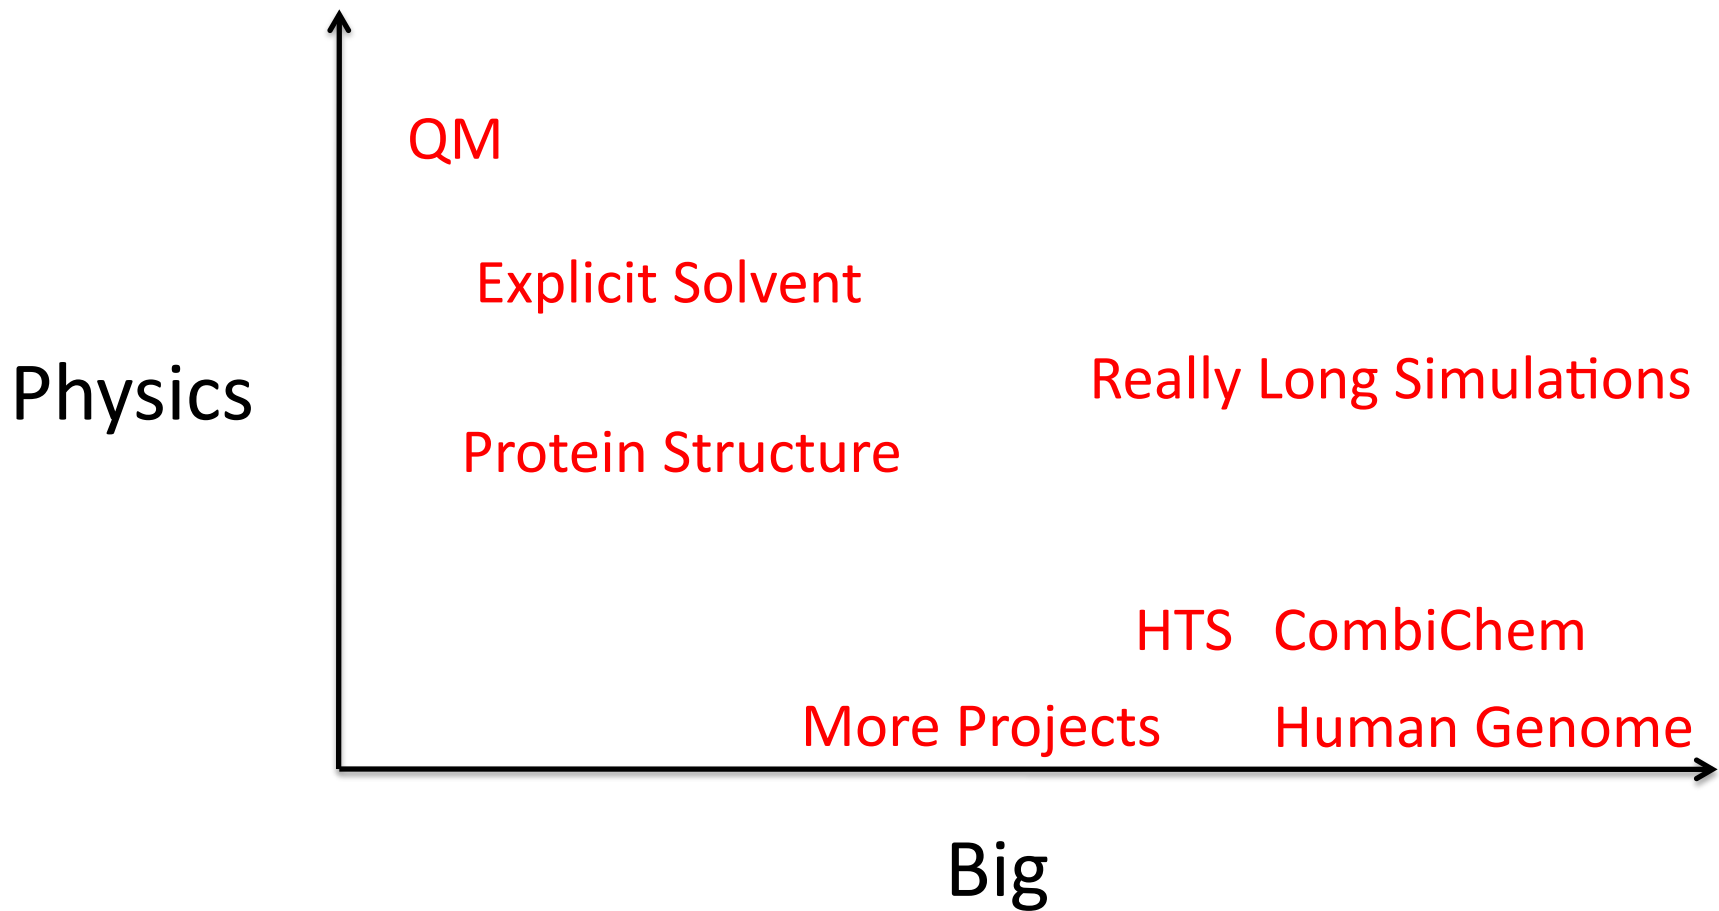 QM
Explicit Solvent
Physics
Really Long Simulations
Protein Structure
HTS CombiChem
More Projects
Human Genome
Big